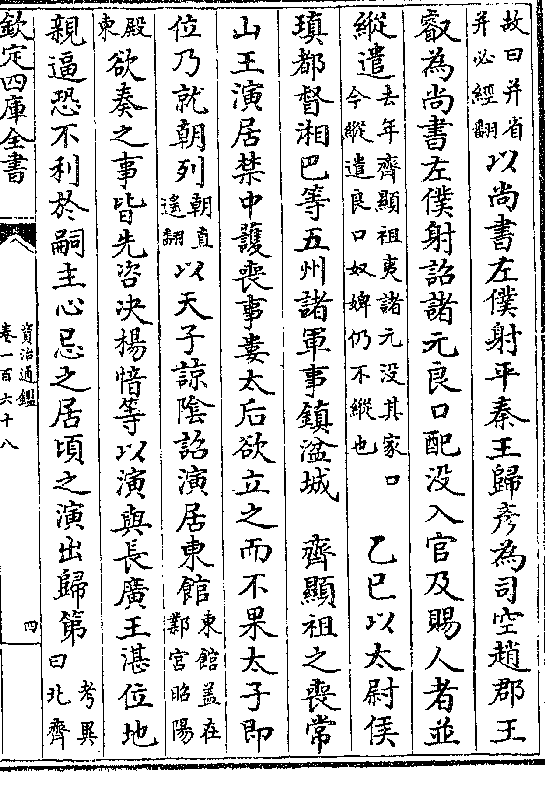 故曰并省
并必經翻
以尚書左僕射平秦王歸彥為司空趙郡王
叡為尚書左僕射詔諸元良口配没入官及賜人者並
縱遣
去年齊顯祖夷諸元没其家口
今縱遣良口奴婢仍不縱也
乙巳以太尉侯
瑱都督湘巴等五州諸軍事鎮湓城 齊顯祖之喪常
山王演居禁中護喪事婁太后欲立之而不果太子即
位乃就朝列
朝直
遥翻
以天子諒陰詔演居東館
東館盖在
鄴宫昭陽
殿
東
欲奏之事皆先咨决楊愔等以演與長廣王湛位地
親逼恐不利於嗣主心忌之居頃之演出歸第
考異
曰北齊
欽定四庫全書
資治通鑑
卷一百六十八
四